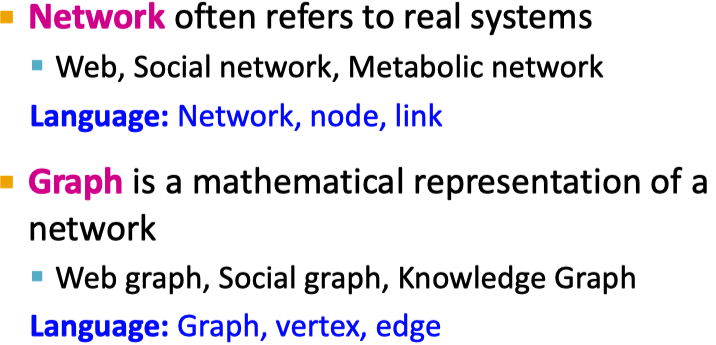 Network often refers to real systems
Web, Social network, Metabolic network
Language: Network, node, link
Graph is a mathematical representation of a
network
Web graph, Social graph, Knowledge Graph
Language: Graph, vertex, edge